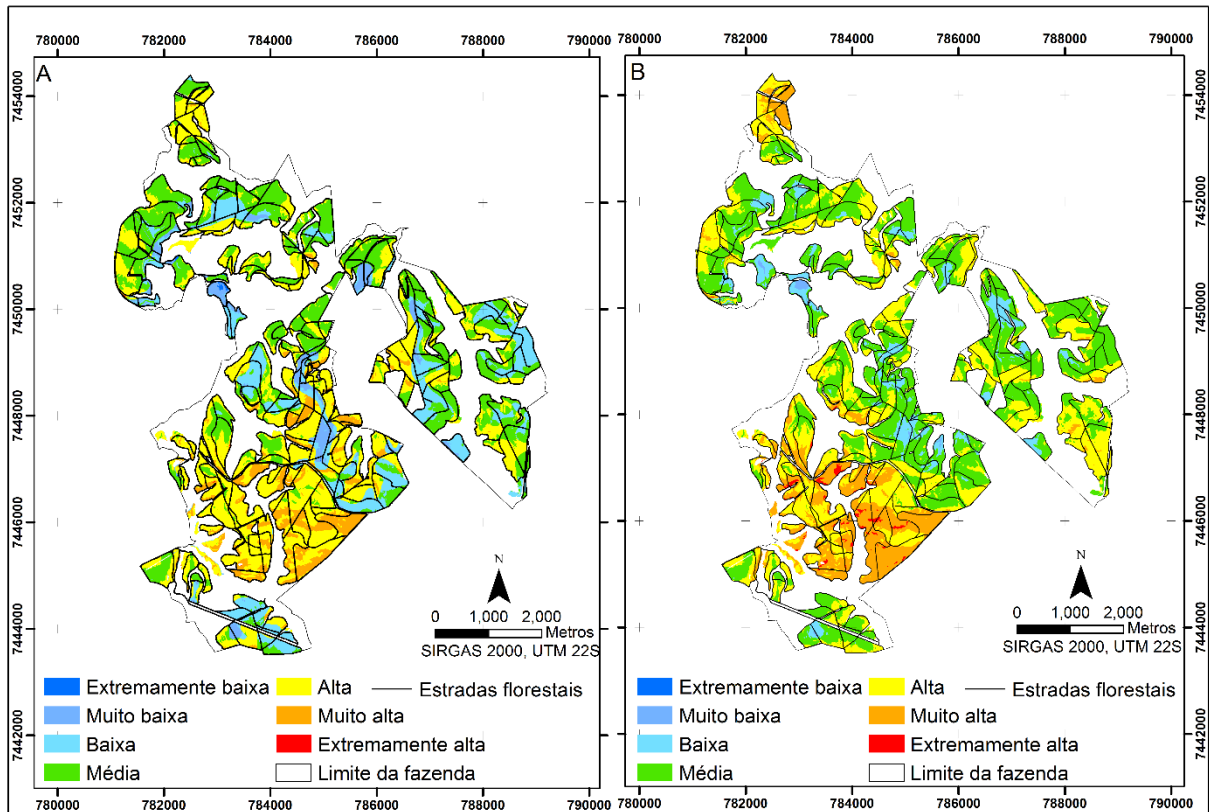 780000 782000 784000 786000 788000 790000
A
7454000
7452000
7450000
7448000
7446000
7444000
7442000
N
0 1,000 2,000
Metros
SIRGAS 2000, UTM 22S
Extremamente baixa
Muito baixa
Baixa
Média
Alta
Muito alta
Extremamente alta
Estradas florestais
Limite da fazenda
780000 782000 784000 786000 788000 790000
780000 782000 784000 786000 788000 790000
B
7454000
7452000
7450000
7448000
7446000
7444000
7442000
N
0 1,000 2,000
Metros
SIRGAS 2000, UTM 22S
Extremamente baixa
Muito baixa
Baixa
Média
Alta
Muito alta
Extremamente alta
Estradas florestais
Limite da fazenda
780000 782000 784000 786000 788000 790000